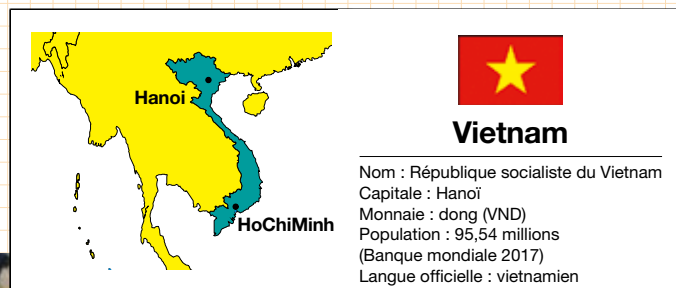 Hanoi
HoChiMinh
Vietnam
Nom : République socialiste du Vietnam
Capitale : Hanoï
Monnaie : dong (VND)
Population : 95,54 millions
(Banque mondiale 2017)
Langue officielle : vietnamien